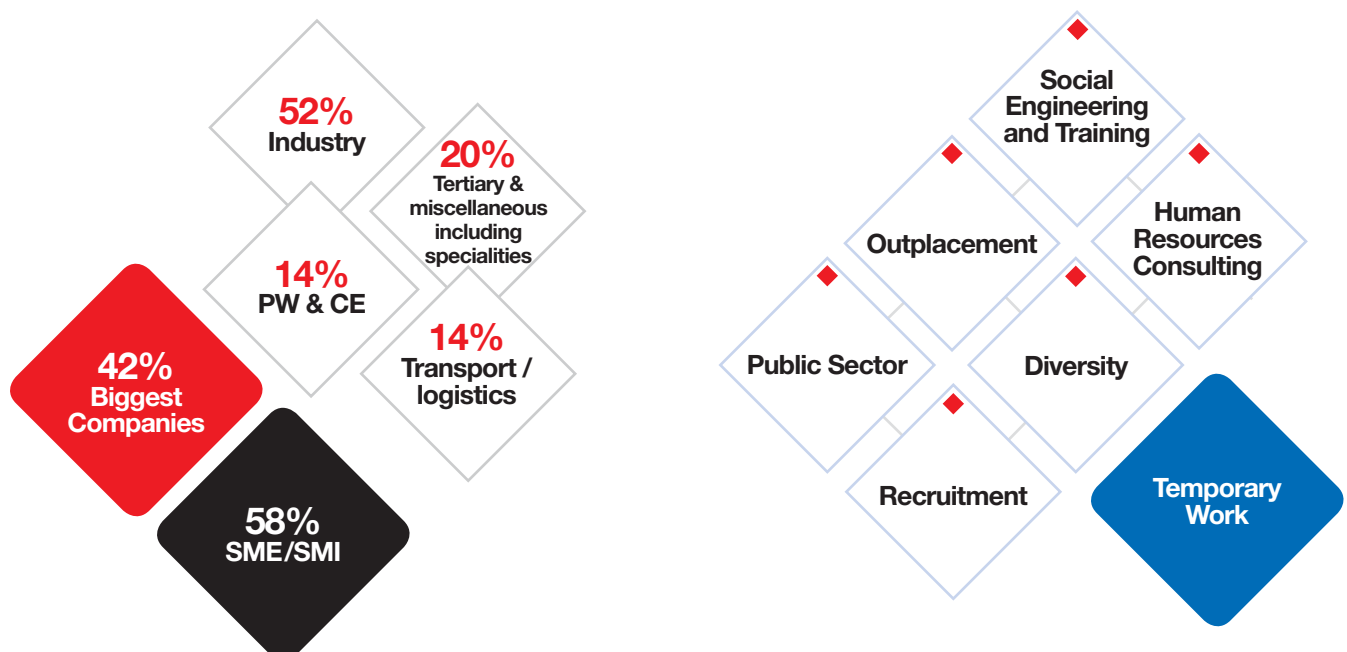 52%
Industry
20%
Tertiary &
miscellaneous
including
specialities
14%
PW & CE
14%
Transport /
logistics
42%
Biggest
Companies
58%
SME/SMI
Social
Engineering
and Training
Human
Resources
Consulting
Outplacement
Public Sector
Diversity
Recruitment
Temporary
Work